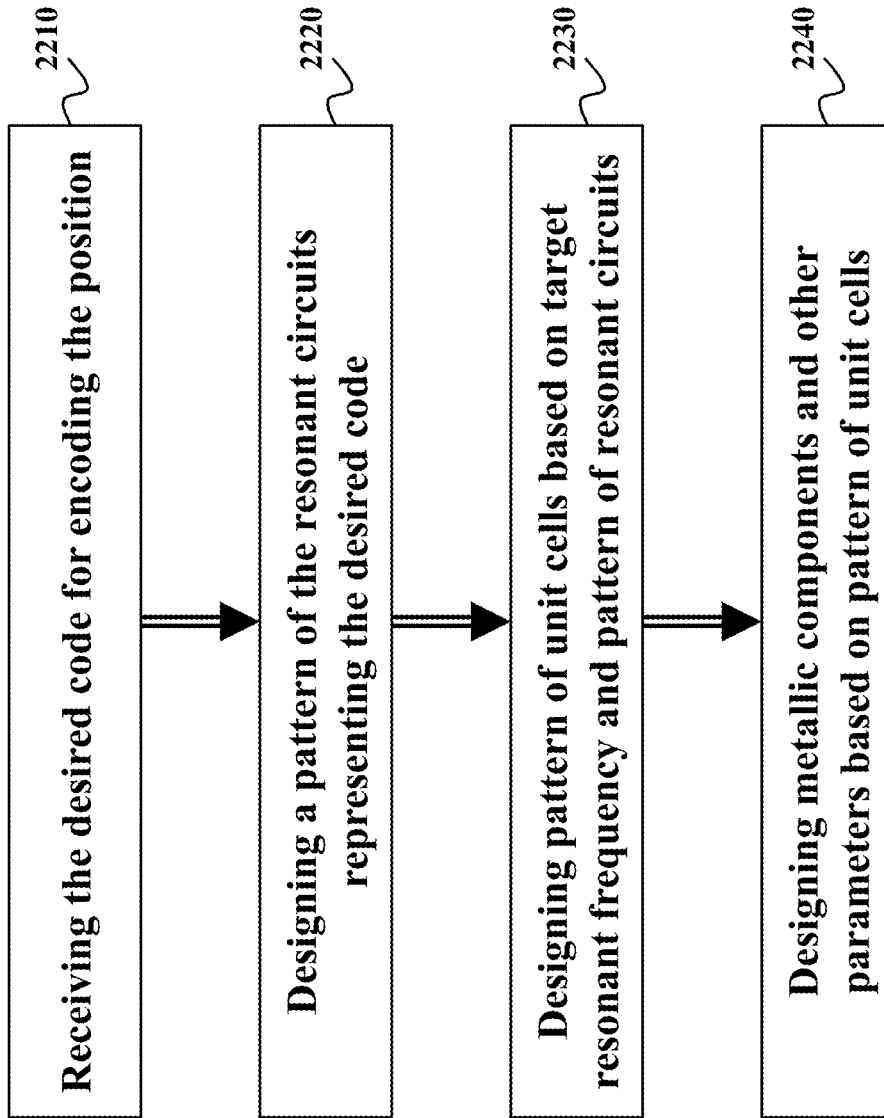 2210
Receiving the desired code for encoding the position
2220
Designing a pattern of the resonant circuits
representing the desired code
2230
Designing pattern of unit cells based on target
resonant frequency and pattern of resonant circuits
2240
Designing metallic components and other
parameters based on pattern of unit cells